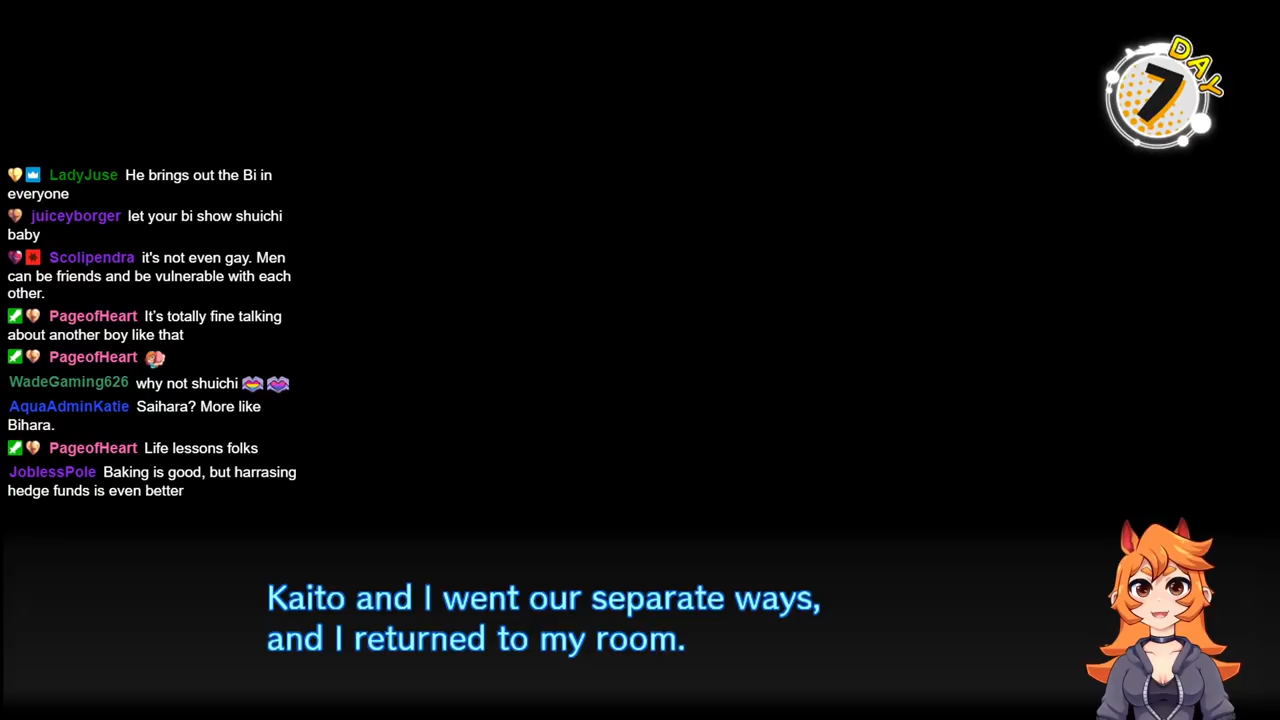 DAY
7
LadyJuse He brings out the Bi in
everyone
juiceyborger let your bi show shuichi
baby
Scolipendra it's not even gay. Men
can be friends and be vulnerable with each
other.
PageofHeart It's totally fine talking
about another boy like that
PageofHeart
WadeGaming626 why not shuichi
AquaAdminKatie Saihara? More like
Bihara.
PageofHeart Life lessons folks
JoblessPole Baking is good, but harrasing
hedge funds is even better
Kaito and I went our separate ways,
and I returned to my room.